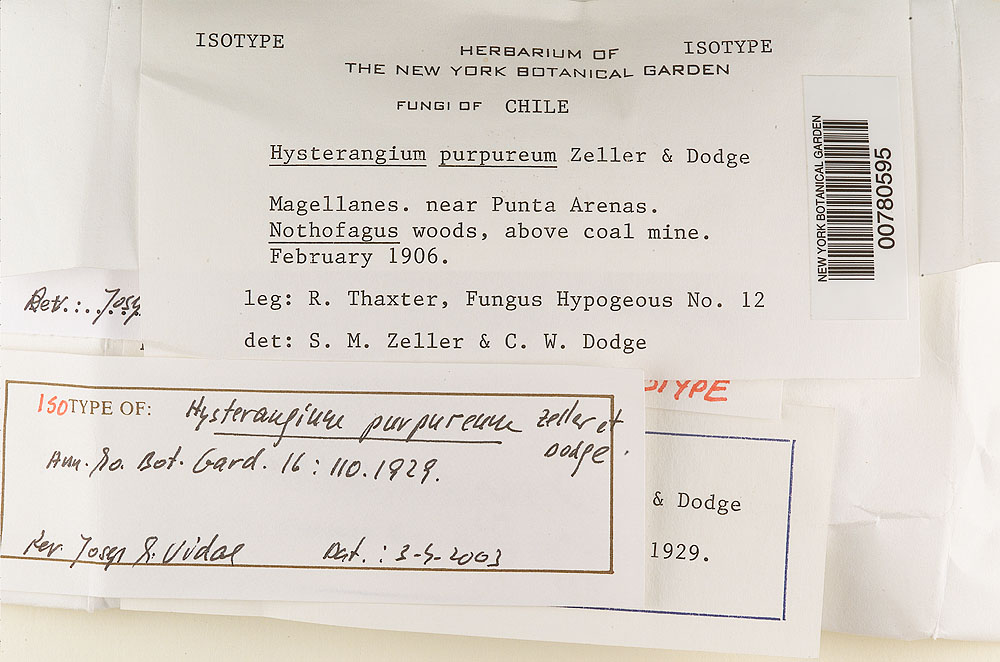 ISOTYPE ISOTYPE
HERBARIUM OF
THE NEW YORK BOTANICAL GARDEN
FUNGI OF CHILE
Hysterangium purpureum Zeller & Dodge
Magellanes. near Punta Arenas.
Nothofagus woods, above coal mine.
February 1906.
leg: R. Thaxter, Fungus Hypogeous No. 12
det: S. M. Zeller & C. W. Dodge
NEW YORK BOTANICAL GARDEN
00780595
ISOTYPE OF: Hysterangium purpureum Zeller et
Dodge.
Ann. Mo. Bot. Gard. 16: 110. 1929.
Rev. Josep Vidal Dat.: 3-4-2003
& Dodge
1929.